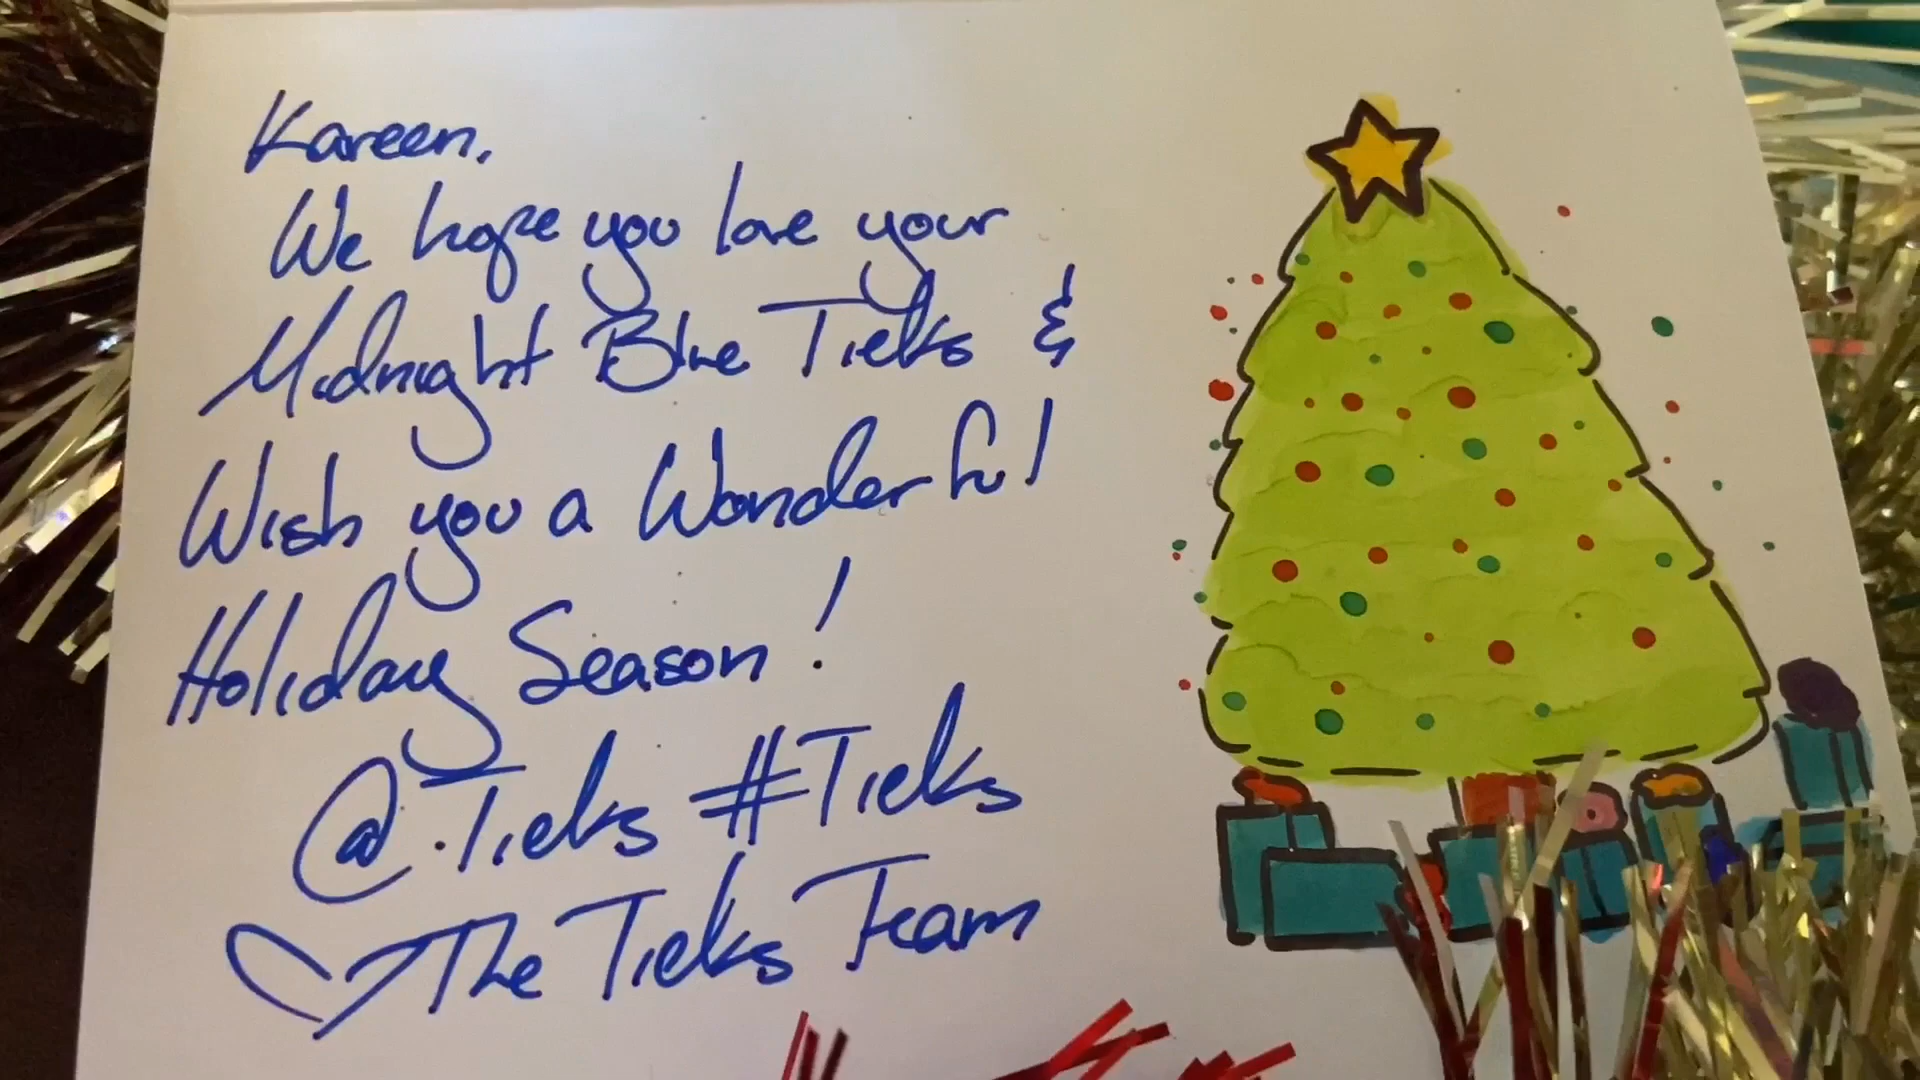 Kareen,
We hope you love your
Midnight Blue Tieks &
Wish you a Wonderful
Holiday Season!
@Tieks #Tieks
♡ The Tieks Team